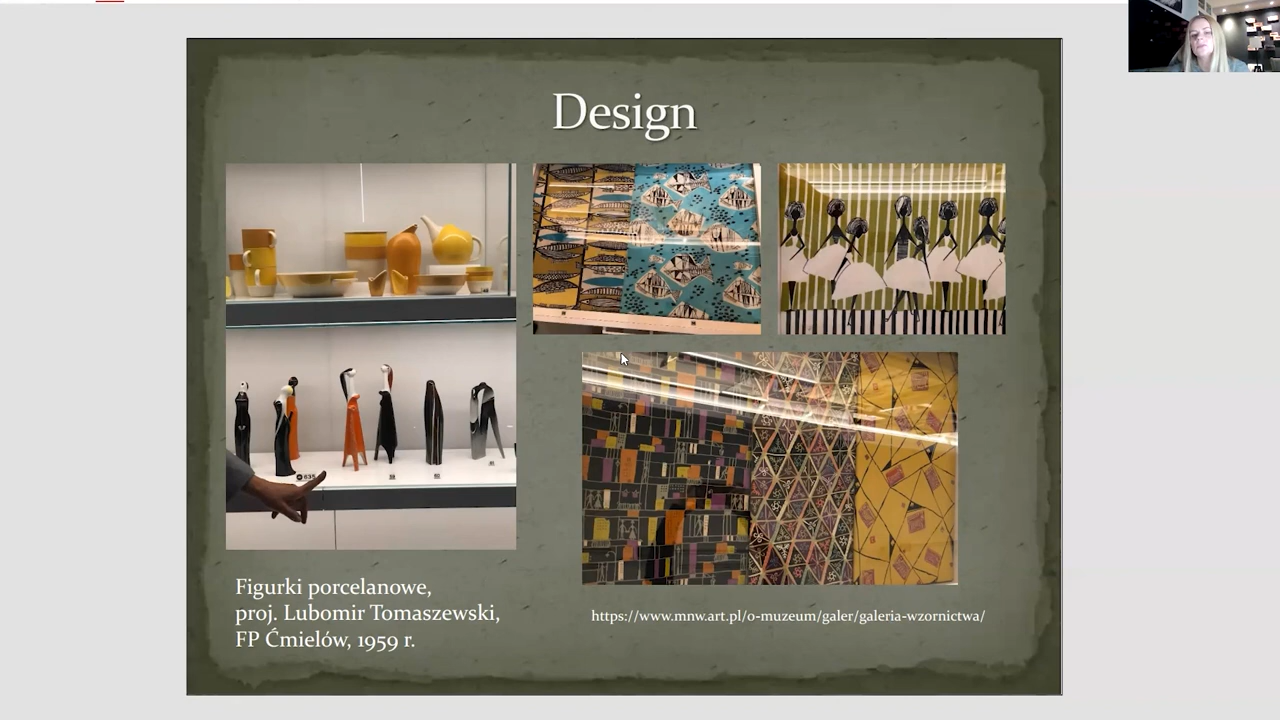 Design
Figurki porcelanowe,
proj. Lubomir Tomaszewski,
FP Ćmielów, 1959 r.
https://www.mnw.art.pl/o-muzeum/galer/galeria-wzornictwa/